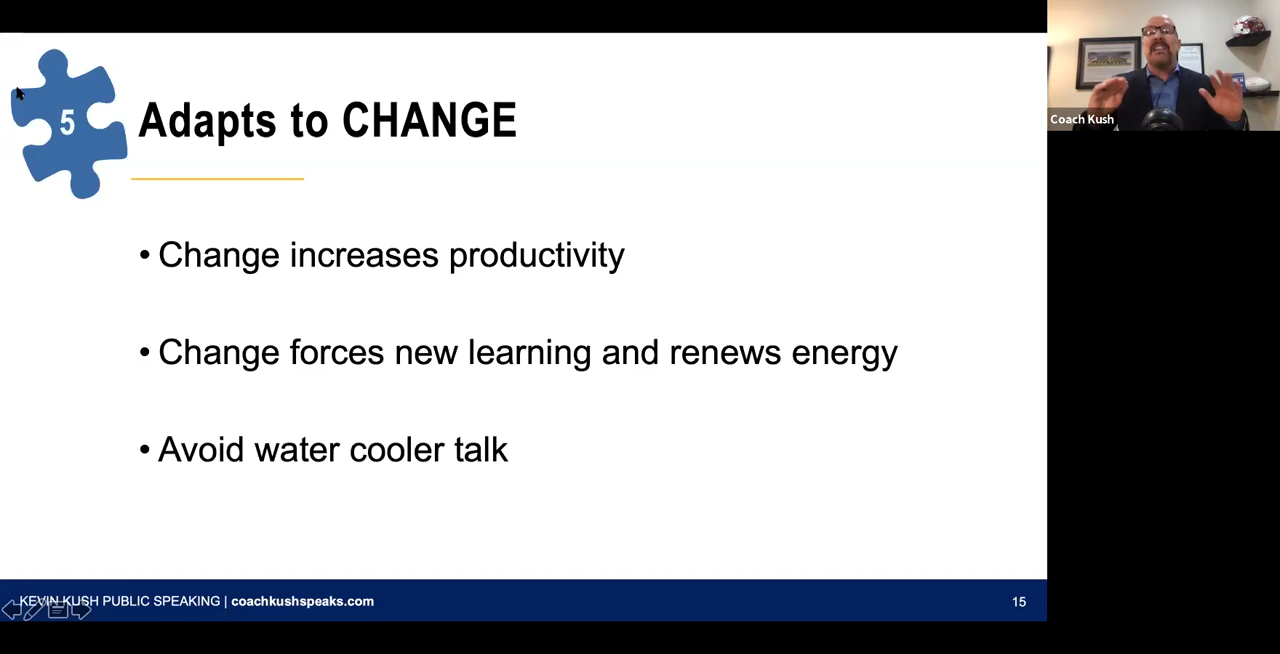 5
Adapts to CHANGE
• Change increases productivity
• Change forces new learning and renews energy
• Avoid water cooler talk
KEVIN KUSH PUBLIC SPEAKING | coachkushspeaks.com
15
Coach Kush